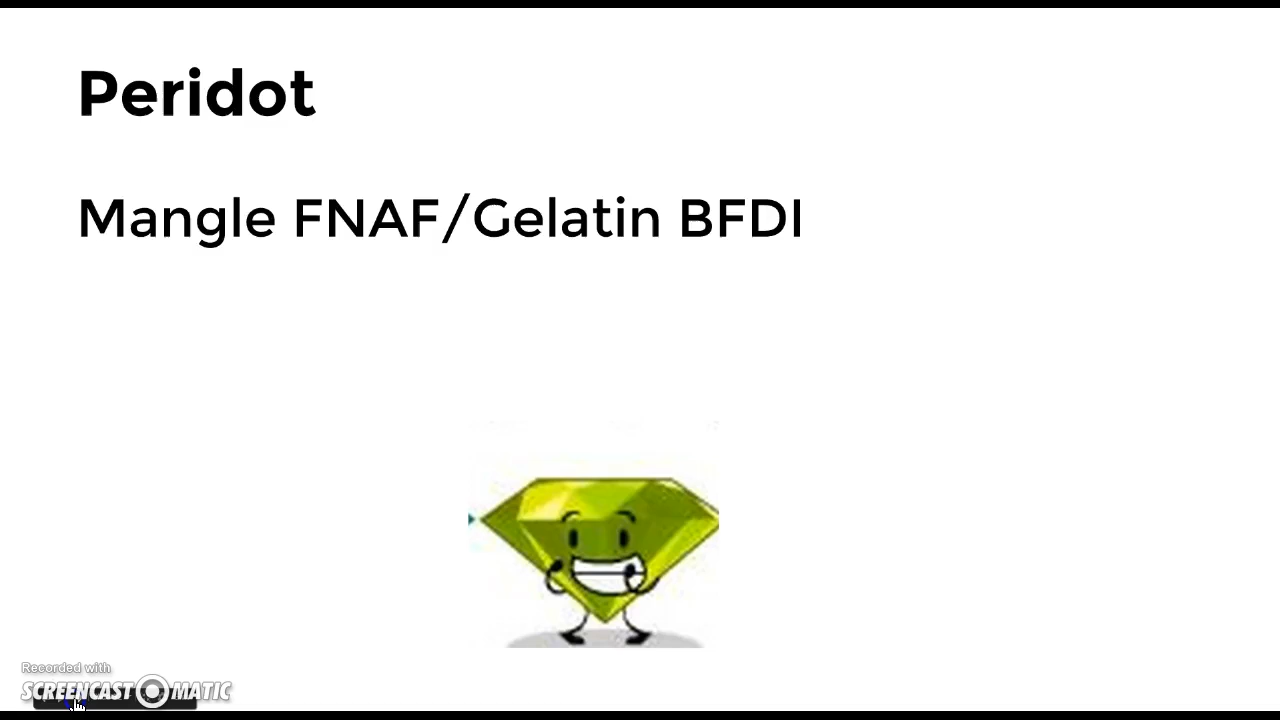 Peridot
Mangle FNAF/Gelatin BFDI
Recorded with
SCREENCAST MATIC